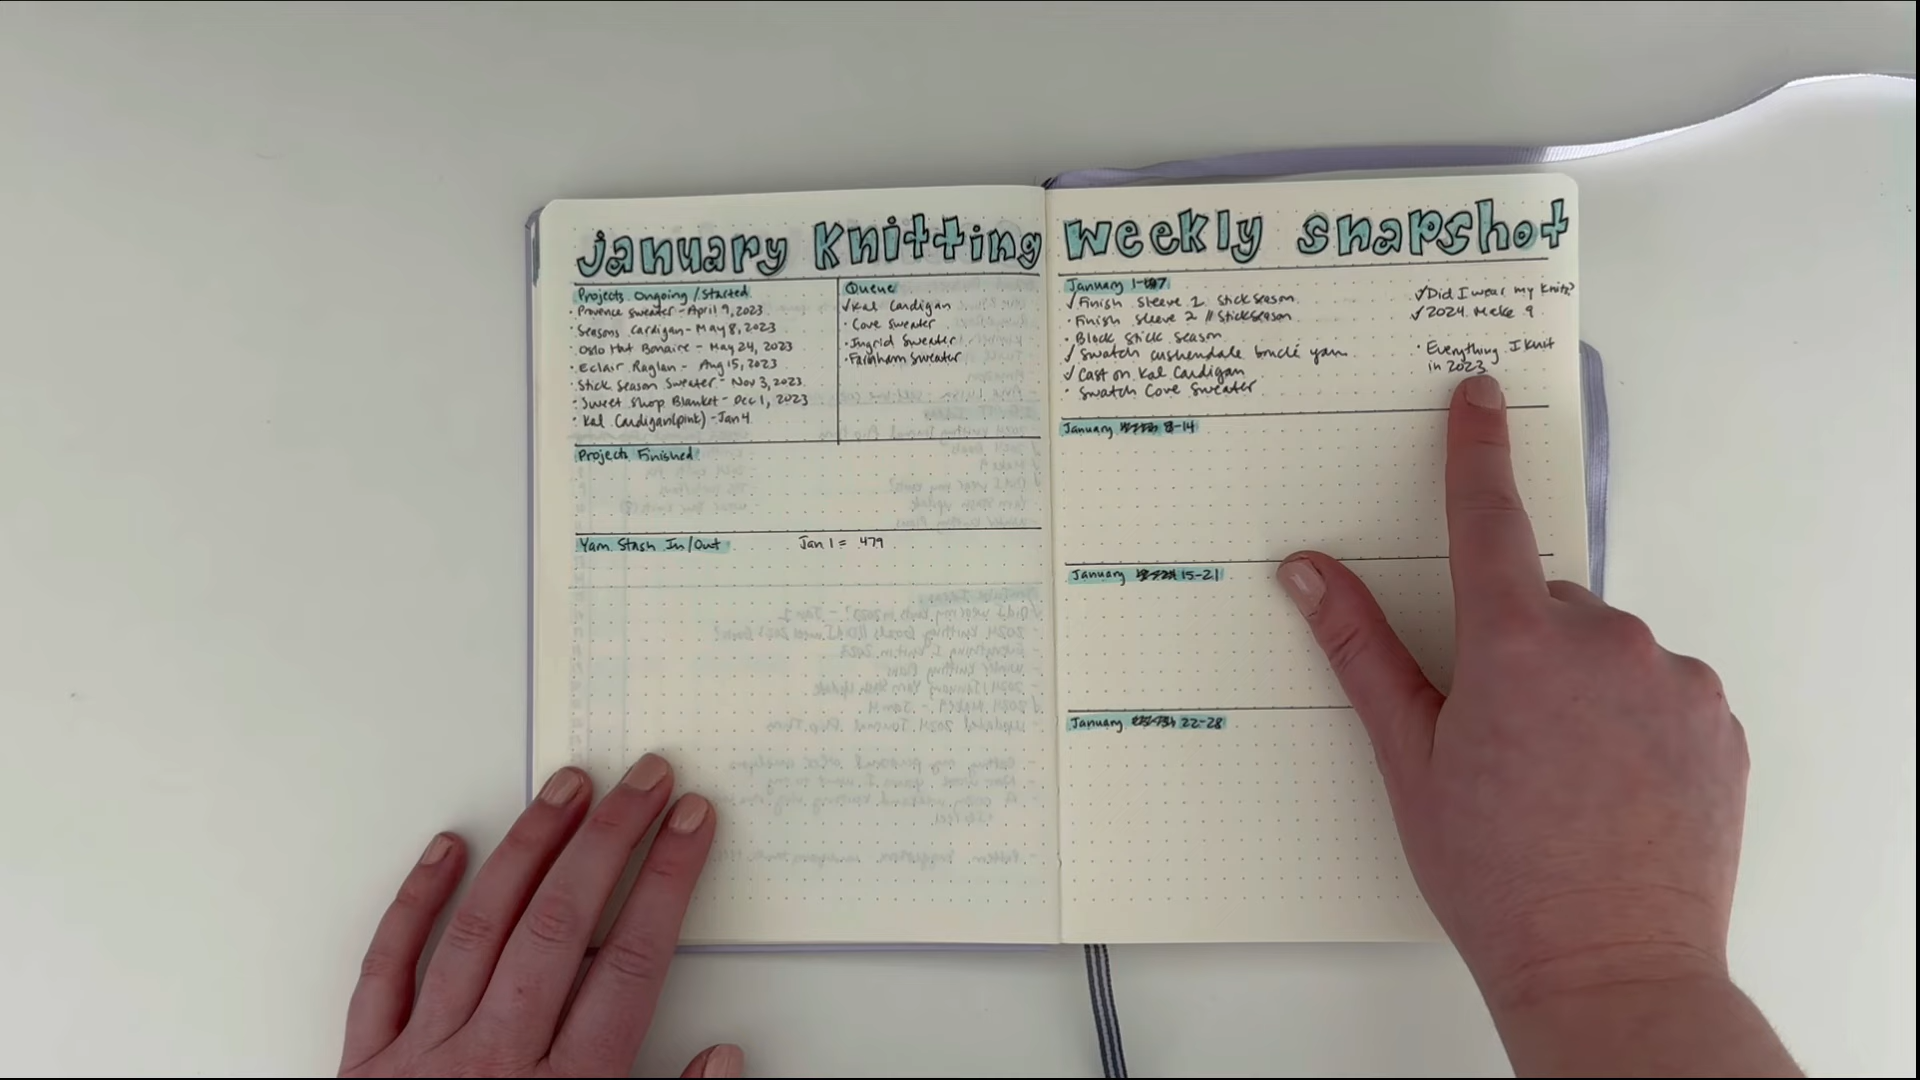 january knitting
Projects Ongoing/Started
· Provence Sweater - April 9, 2023
· Seasons Cardigan - May 8, 2023
· Oslo Hat Bonaire - May 24, 2023
· Eclair Raglan - Aug 15, 2023
· Stick Season Sweater - Nov 3, 2023
· Sweet Shop Blanket - Dec 1, 2023
· Kal Cardigan (pink) - Jan 4
Queue
✓ Kal Cardigan
· Cove Sweater
· Ingrid Sweater
· Farnham Sweater
Projects Finished
Yarn Stash In/Out Jan 1 = 479
weekly snapshot
January 1-7
✓ Finish Sleeve 1 Stick Season
· Finish Sleeve 2 Stick Season
· Block Stick Season
✓ Swatch cushendale bouclé yarn
✓ Cast on Kal Cardigan
· Swatch Cove Sweater
✓ Did I wear my knits?
✓ 2024 Make 9
· Everything I Knit
in 2023
January 8-14
January 15-21
January 22-28